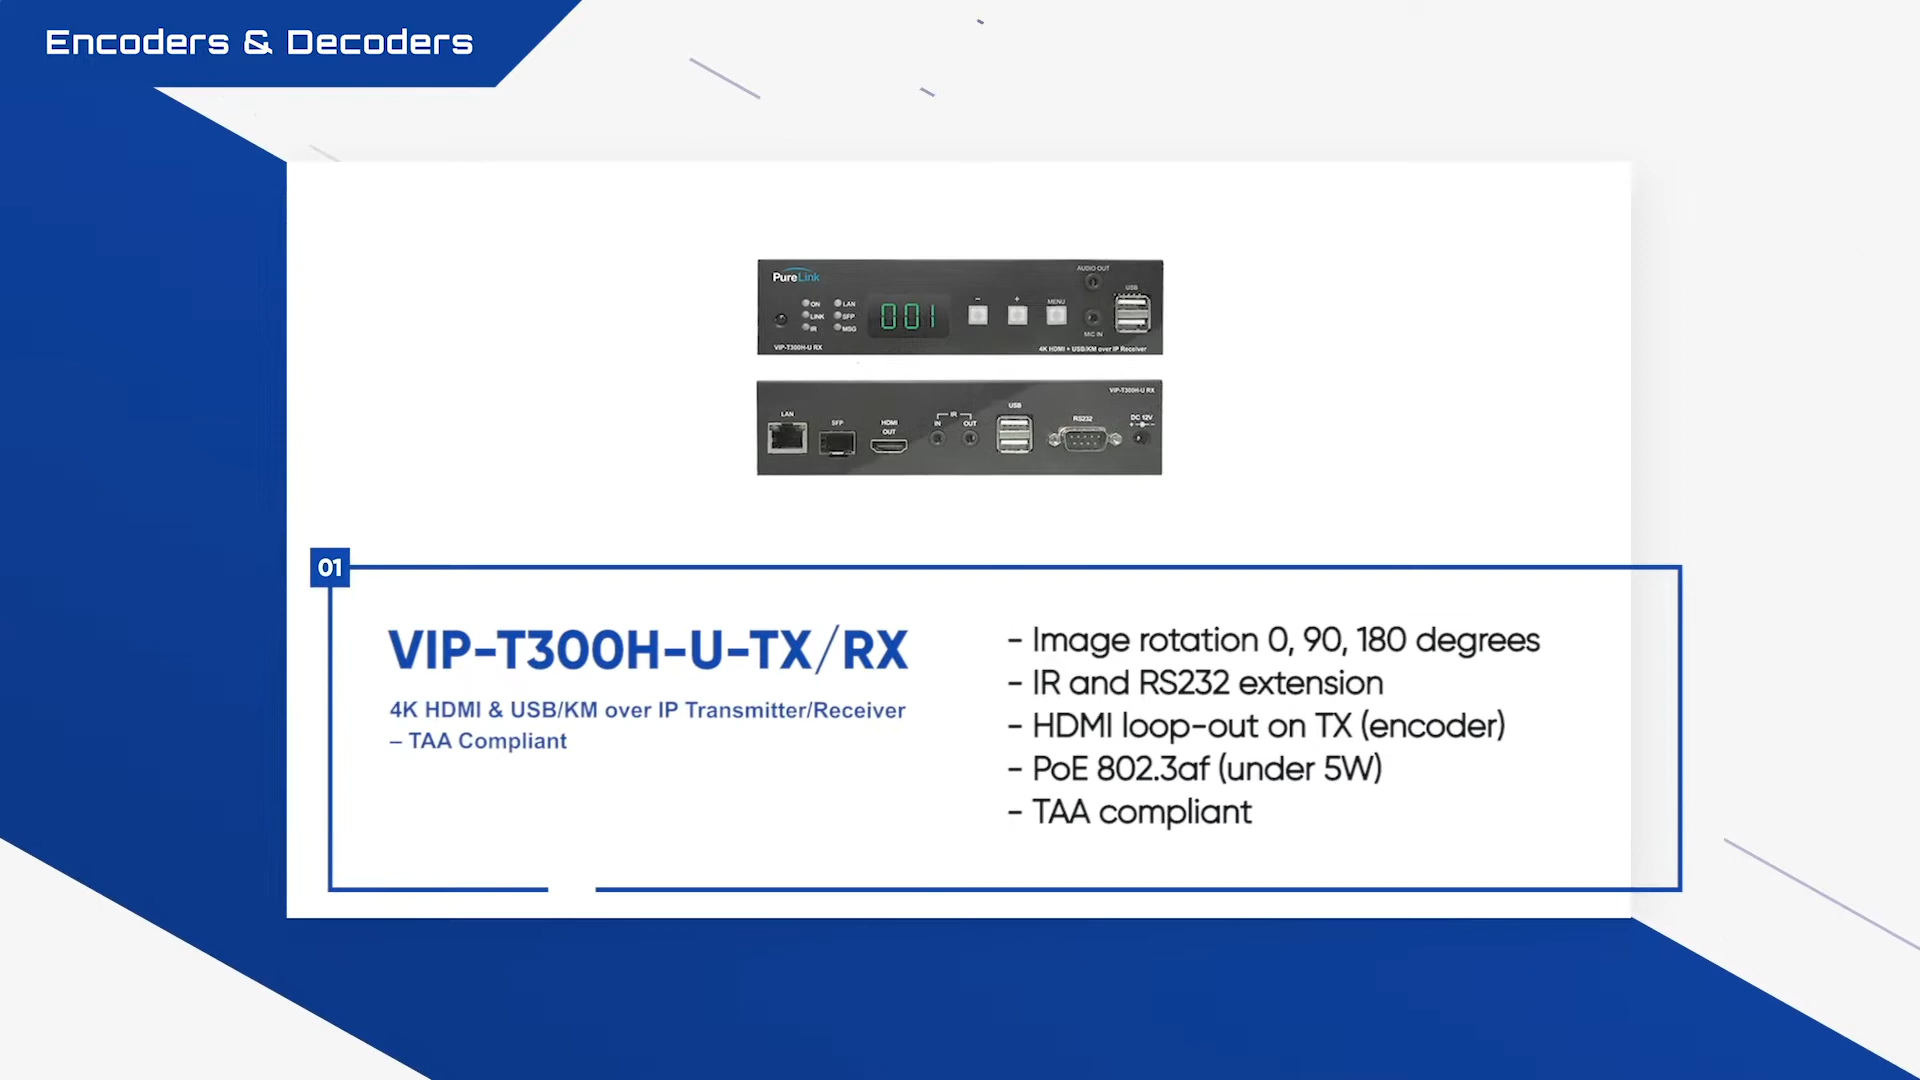 Encoders & Decoders
PureLink
AUDIO OUT
USB
ON
LAN
LINK
SFP
IR
MSG
001
-
+
MENU
MIC IN
VIP-T300H-U RX
4K HDMI + USB/KM over IP Receiver
VIP-T300H-U RX
LAN
SFP
HDMI
OUT
IR
IN
OUT
USB
RS232
DC 12V
01
VIP-T300H-U-TX/RX
4K HDMI & USB/KM over IP Transmitter/Receiver
– TAA Compliant
- Image rotation 0, 90, 180 degrees
- IR and RS232 extension
- HDMI loop-out on TX (encoder)
- PoE 802.3af (under 5W)
- TAA compliant